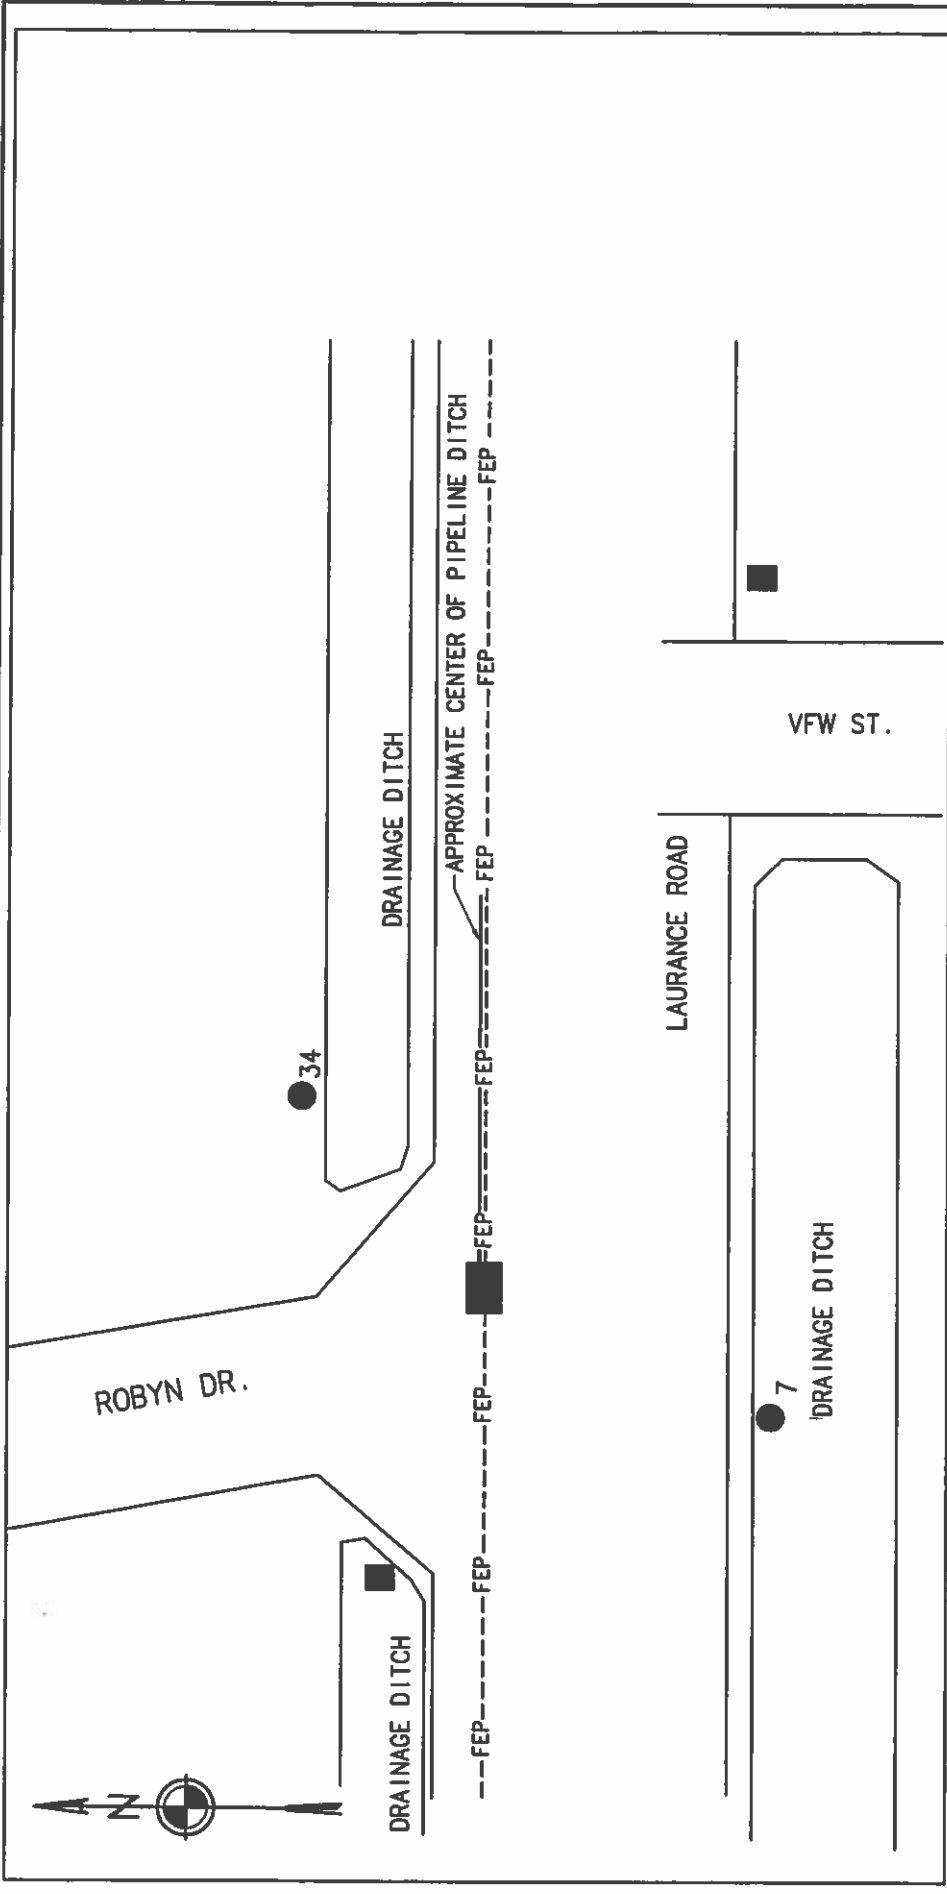 N
ROBYN DR.
34
DRAINAGE DITCH
DRAINAGE DITCH
APPROXIMATE CENTER OF PIPELINE DITCH
FEP FEP FEP FEP FEP FEP FEP FEP
LAURANCE ROAD
7
DRAINAGE DITCH
VFW ST.